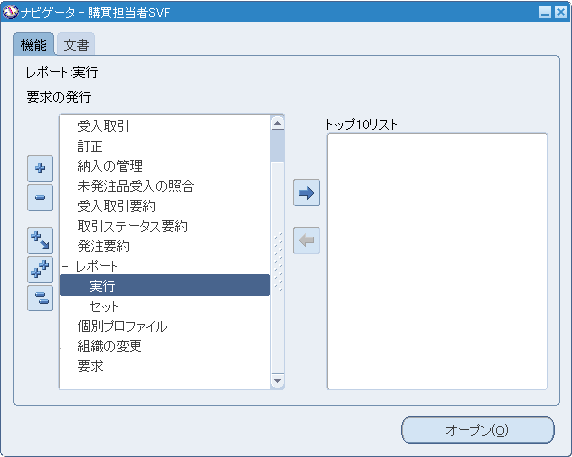 ナビゲータ - 購買担当者SVF
機能
文書
レポート:実行
要求の発行
受入取引
訂正
納入の管理
未発注品受入の照合
受入取引要約
取引ステータス要約
発注要約
- レポート
実行
セット
個別プロファイル
組織の変更
要求
トップ10リスト
オープン(O)